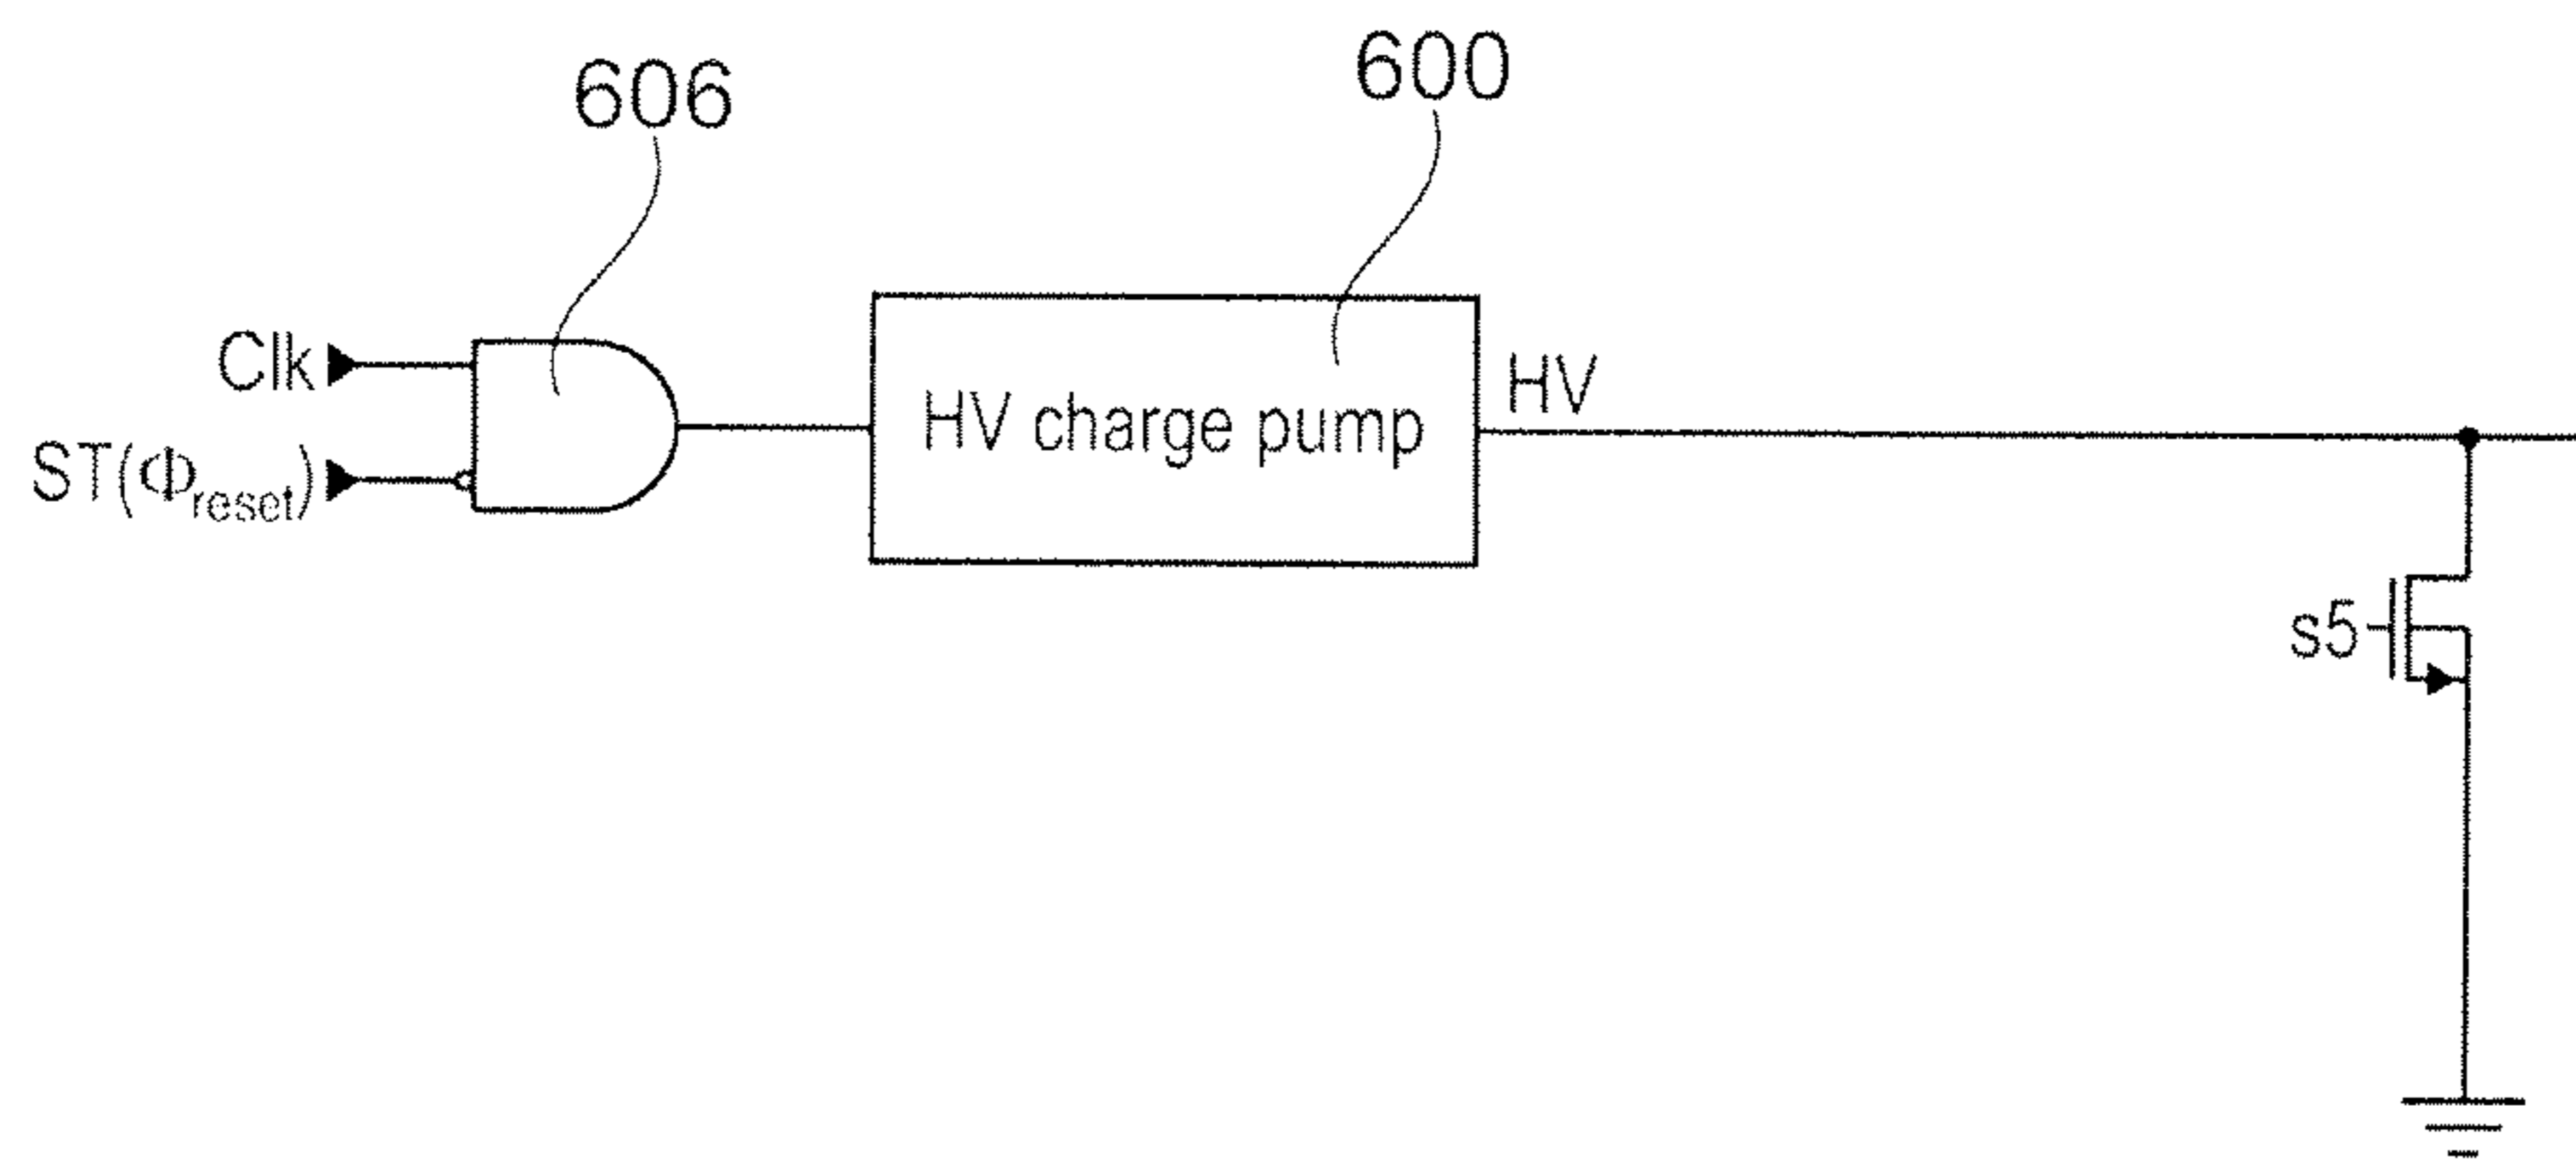 606
600
Clk
ST(Φreset)
HV charge pump
HV
s5